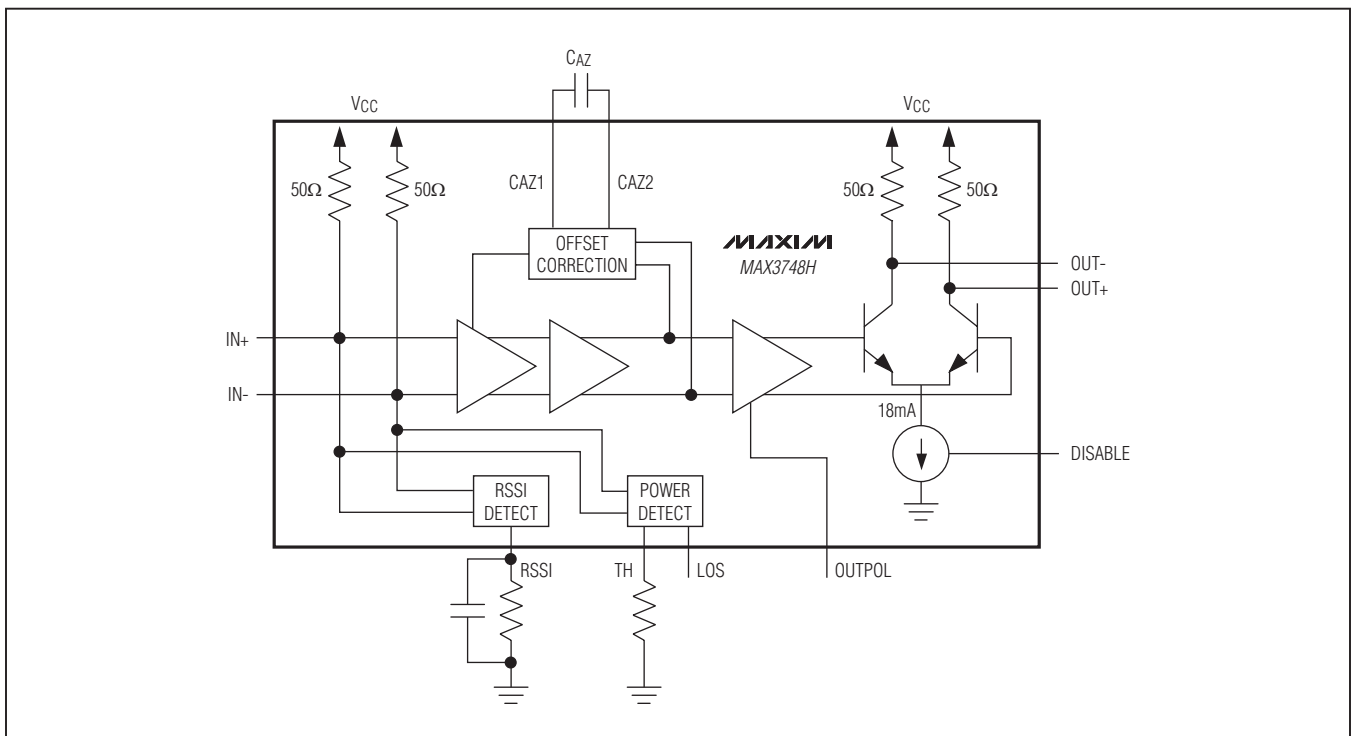 CAZ
VCC
VCC
50Ω
50Ω
CAZ1
CAZ2
50Ω
50Ω
OFFSET
CORRECTION
MAXIM
MAX3748H
OUT-
OUT+
IN+
IN-
18mA
DISABLE
RSSI
DETECT
POWER
DETECT
RSSI
TH
LOS
OUTPOL